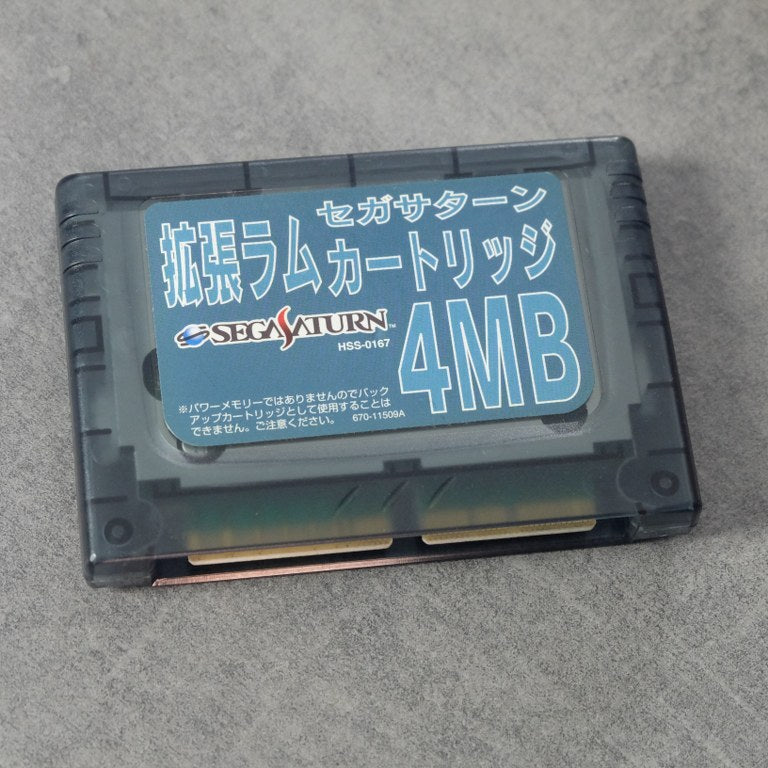 セガサターン
拡張ラムカートリッジ
SEGA SATURN™
HSS-0167
4MB
※パワーメモリーではありませんのでバック
アップカートリッジとして使用することは
できません。ご注意ください。 670-11509A